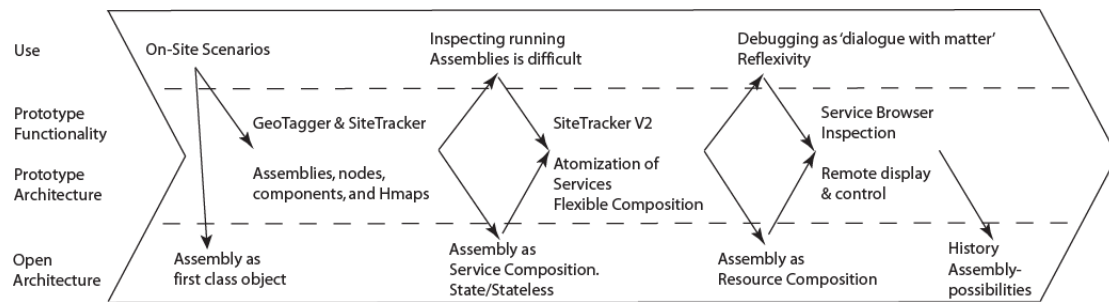 Use
On-Site Scenarios
Inspecting running
Assemblies is difficult
Debugging as 'dialogue with matter'
Reflexivity
Prototype
Functionality
GeoTagger & SiteTracker
SiteTracker V2
Service Browser
Inspection
Prototype
Architecture
Assemblies, nodes,
components, and Hmaps
Atomization of
Services
Flexible Composition
Remote display
& control
Open
Architecture
Assembly as
first class object
Assembly as
Service Composition.
State/Stateless
Assembly as
Resource Composition
History
Assembly-
possibilities